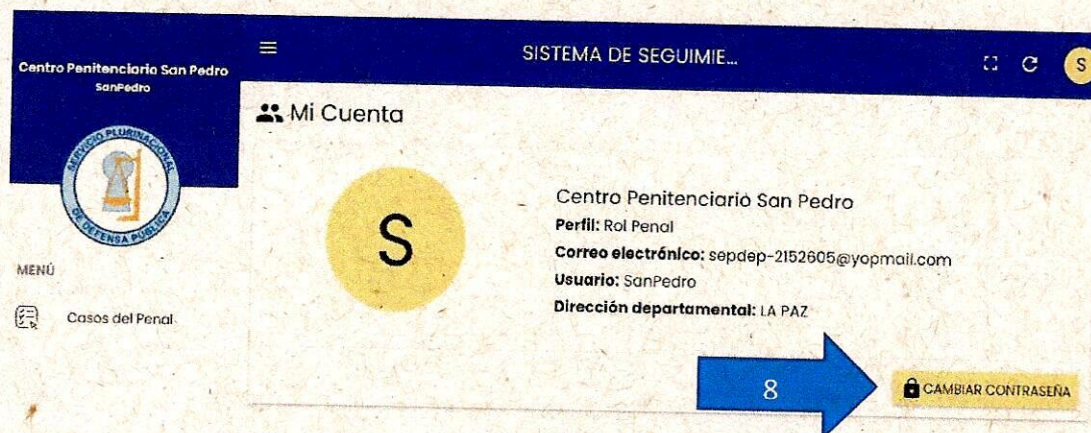 Centro Penitenciario San Pedro
SanPedro
SERVICIO PLURINACIONAL
DE DEFENSA PÚBLICA
MENÚ
Casos del Penal
SISTEMA DE SEGUIMIE...
S
Mi Cuenta
S
Centro Penitenciario San Pedro
Perfil: Rol Penal
Correo electrónico: sepdep-2152605@yopmail.com
Usuario: SanPedro
Dirección departamental: LA PAZ
8
CAMBIAR CONTRASEÑA